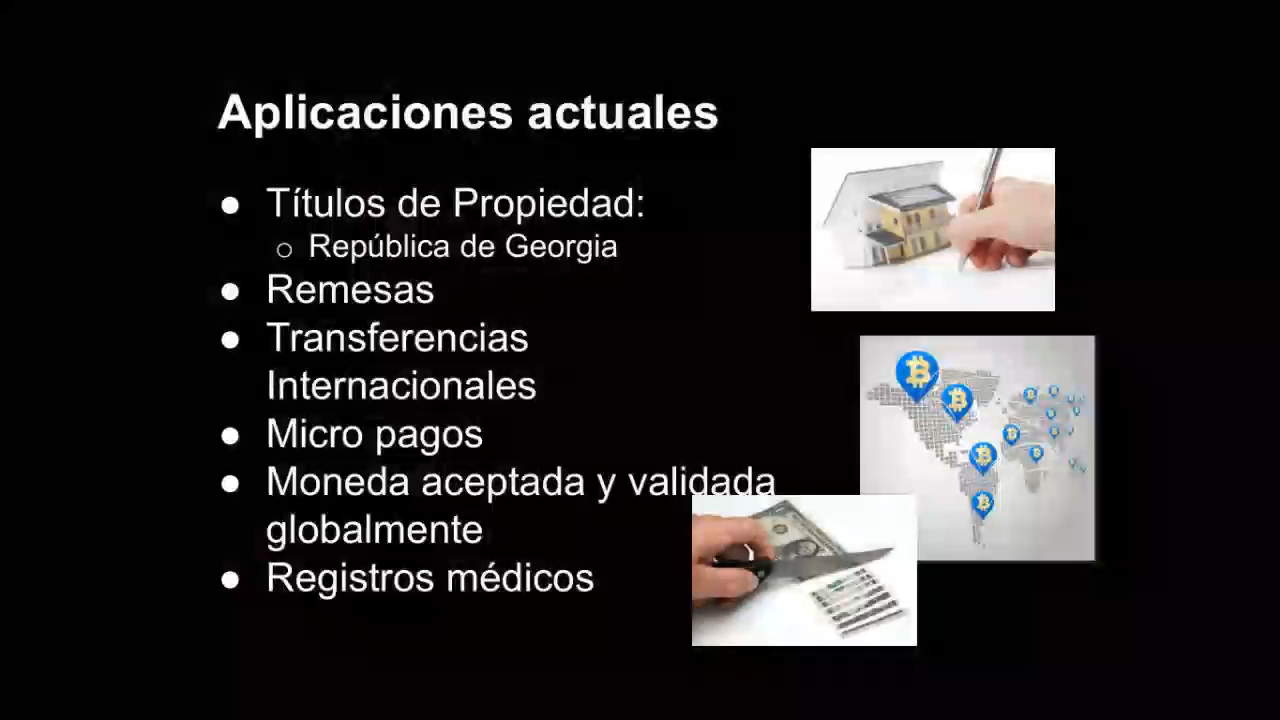 Aplicaciones actuales
● Títulos de Propiedad:
○ República de Georgia
● Remesas
● Transferencias
Internacionales
● Micro pagos
● Moneda aceptada y validada
globalmente
● Registros médicos